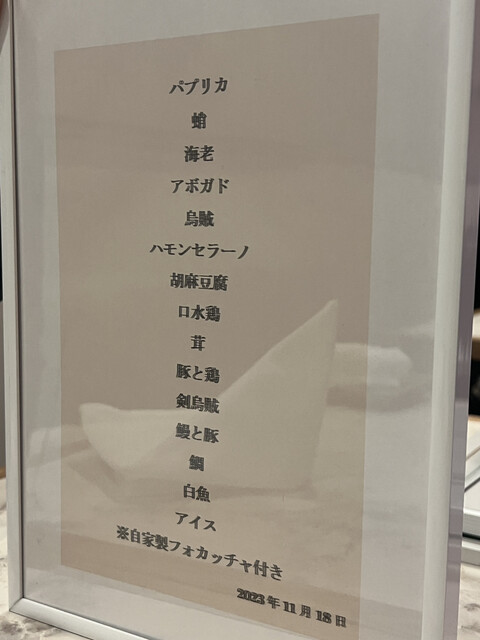 パプリカ
蛸
海老
アボガド
烏賊
ハモンセラーノ
胡麻豆腐
口水鶏
茸
豚と鶏
剣烏賊
鰻と豚
鯛
白魚
アイス
※自家製フォカッチャ付き
2023年11月18日